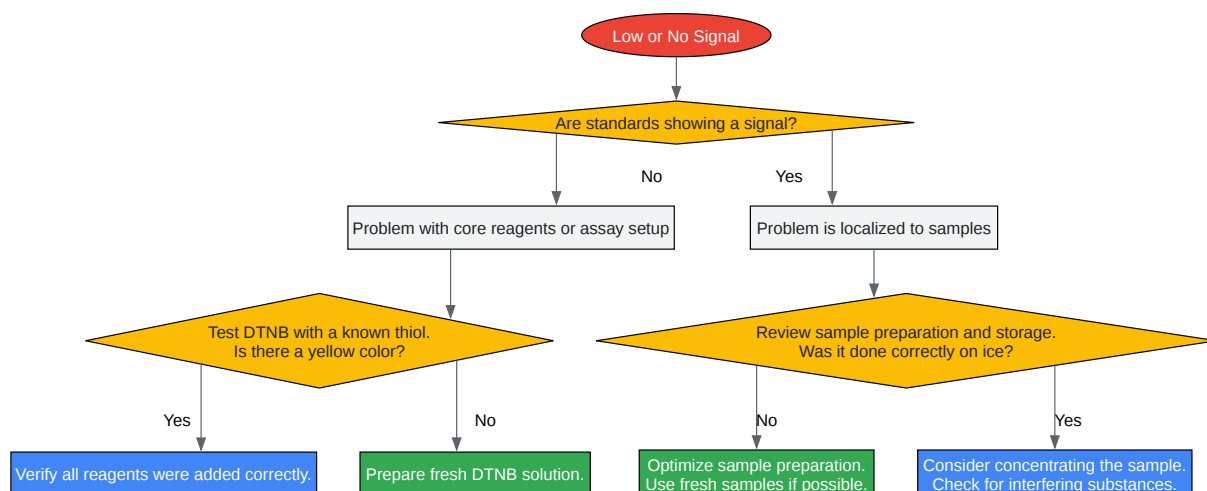 Low or No Signal
Are standards showing a signal?
No
Yes
Problem with core reagents or assay setup
Problem is localized to samples
Test DTNB with a known thiol.
Is there a yellow color?
Review sample preparation and storage.
Was it done correctly on ice?
Yes
No
No
Yes
Verify all reagents were added correctly.
Prepare fresh DTNB solution.
Optimize sample preparation.
Use fresh samples if possible.
Consider concentrating the sample.
Check for interfering substances.